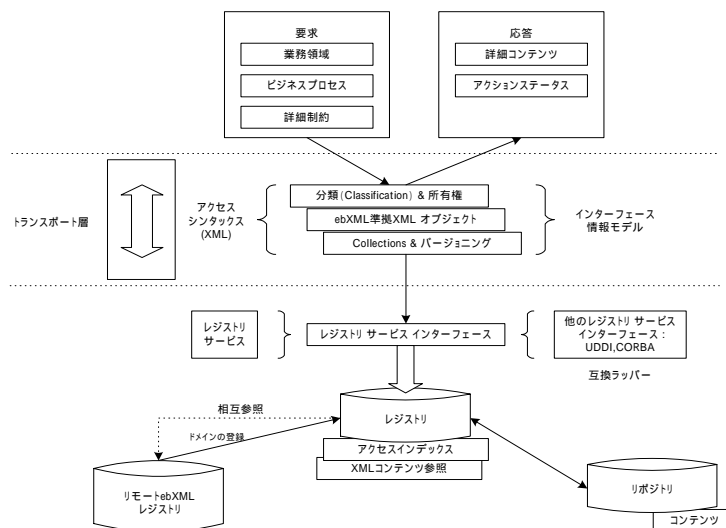 要求
業務領域
ビジネスプロセス
詳細制約
応答
詳細コンテンツ
アクションステータス
トランスポート層
アクセス
シンタックス
(XML)
分類(Classification) & 所有権
ebXML準拠XML オブジェクト
Collections & バージョニング
インターフェース
情報モデル
レジストリ
サービス
レジストリ サービス インターフェース
他のレジストリ サービス
インターフェース :
UDDI,CORBA
互換ラッパー
相互参照
ドメインの登録
レジストリ
アクセスインデックス
XMLコンテンツ参照
リモートebXML
レジストリ
リポジトリ
コンテンツ